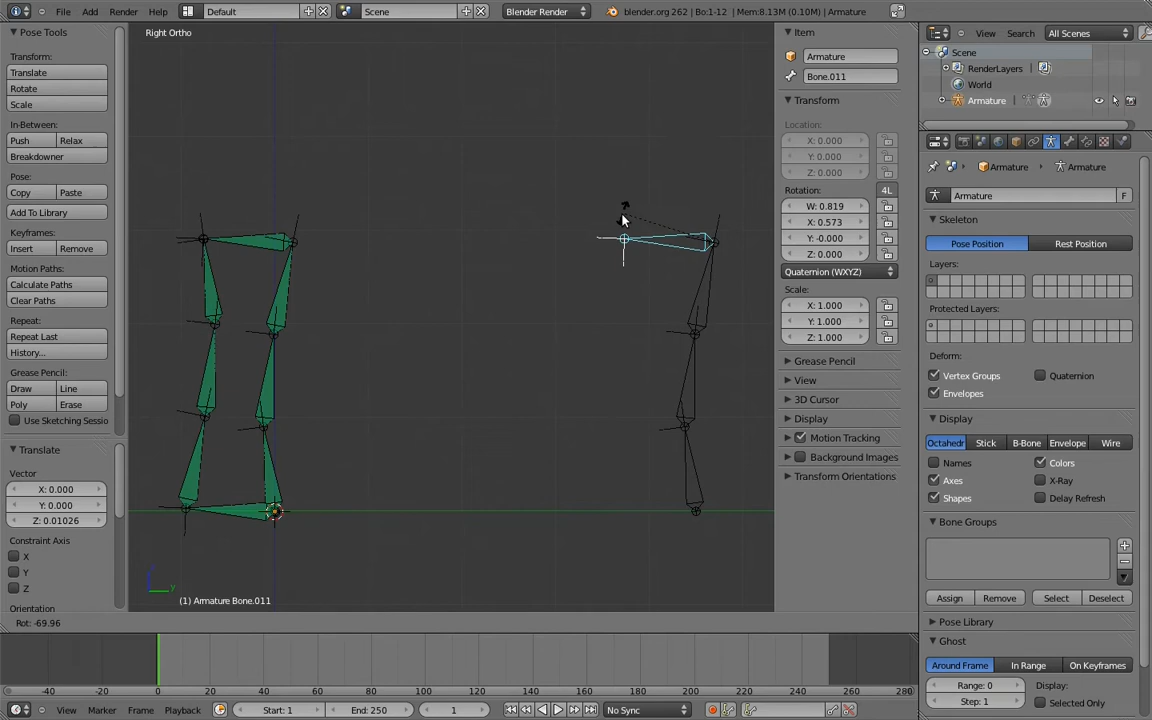 File Add Render Help Default Scene Blender Render blender.org 262 | Bo:1-12 | Mem:8.13M (0.10M) | Armature
Pose Tools
Transform:
Translate
Rotate
Scale
In-Between:
Push Relax
Breakdowner
Pose:
Copy Paste
Add To Library
Keyframes:
Insert Remove
Motion Paths:
Calculate Paths
Clear Paths
Repeat:
Repeat Last
History...
Grease Pencil:
Draw Line
Poly Erase
Use Sketching Sessio
Translate
Vector
X: 0.000
Y: 0.000
Z: 0.01026
Constraint Axis
X
Y
Z
Orientation
Right Ortho
y
(1) Armature Bone.011
Rot: -69.96
Item
Armature
Bone.011
Transform
Location:
X: 0.000
Y: 0.000
Z: 0.000
Rotation: 4L
W: 0.819
X: 0.573
Y: -0.000
Z: 0.000
Quaternion (WXYZ)
Scale:
X: 1.000
Y: 1.000
Z: 1.000
Grease Pencil
View
3D Cursor
Display
Motion Tracking
Background Images
Transform Orientations
View Search All Scenes
Scene
RenderLayers
World
Armature
Armature Armature
Armature F
Skeleton
Pose Position Rest Position
Layers:
Protected Layers:
Deform:
Vertex Groups Quaternion
Envelopes
Display
Octahedr Stick B-Bone Envelope Wire
Names Colors
Axes X-Ray
Shapes Delay Refresh
Bone Groups
Assign Remove Select Deselect
Pose Library
Ghost
Around Frame In Range On Keyframes
Range: 0 Display:
Step: 1 Selected Only
-40 -20 0 20 40 60 80 100 120 140 160 180 200 220 240 260 280
View Marker Frame Playback Start: 1 End: 250 1 No Sync